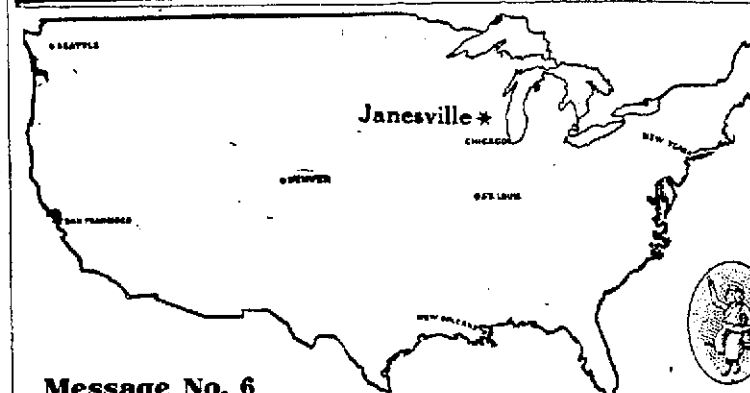 SEATTLE
Janesville
CHICAGO
NEW YORK
DENVER
ST. LOUIS
SAN FRANCISCO
NEW ORLEANS
Message No. 6